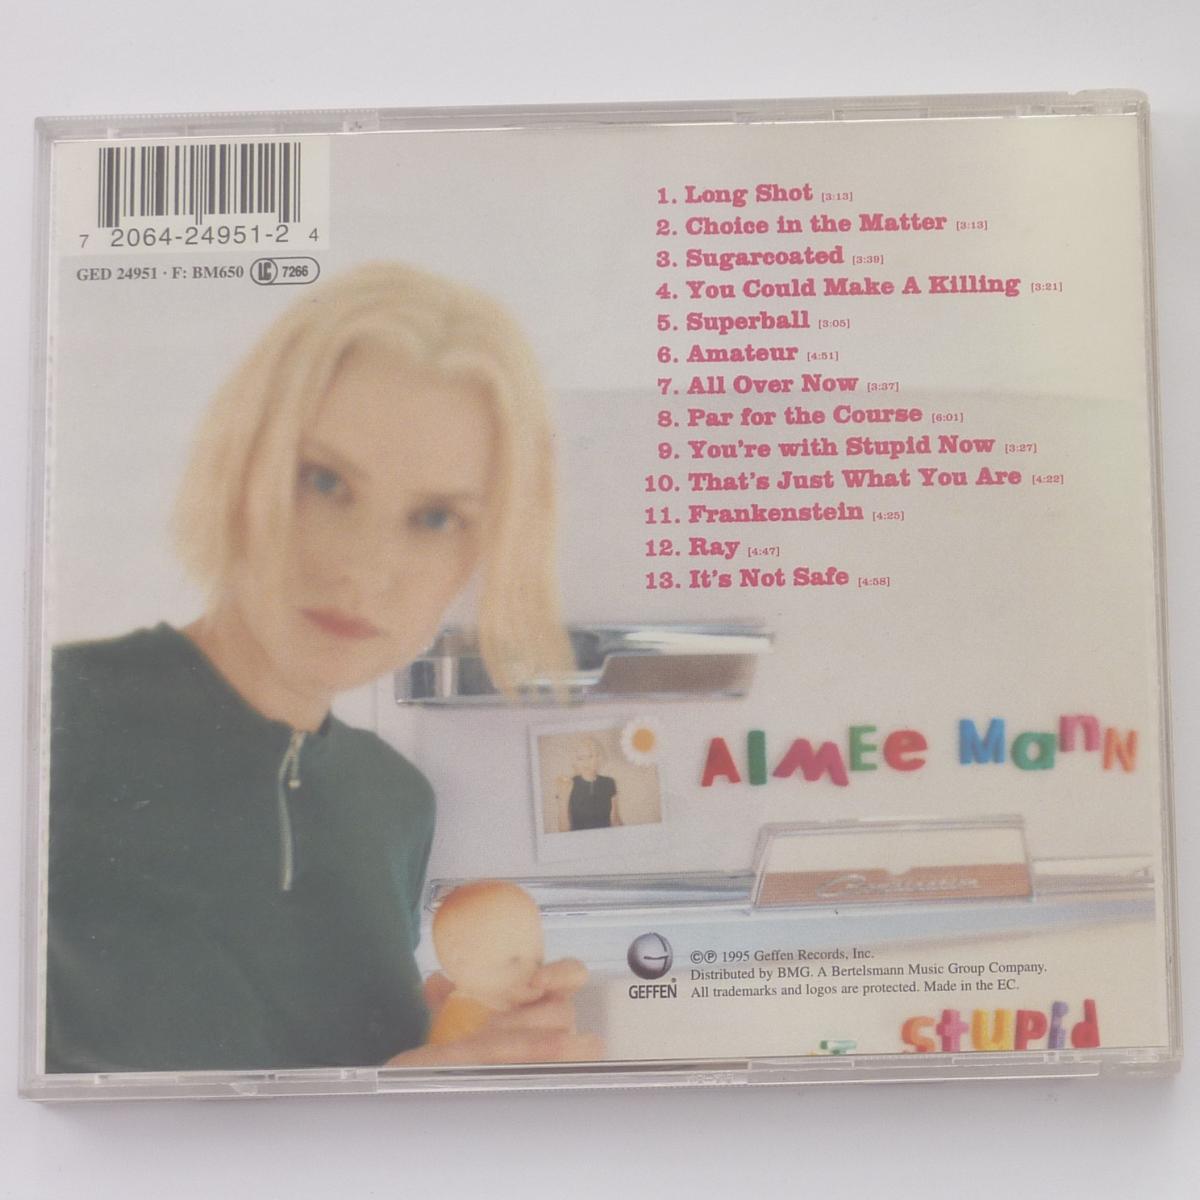 7 2064-24951-2 4
GED 24951 · F: BM650 LC 7266
1. Long Shot [3:13]
2. Choice in the Matter [3:13]
3. Sugarcoated [3:39]
4. You Could Make A Killing [3:21]
5. Superball [3:05]
6. Amateur [4:51]
7. All Over Now [3:37]
8. Par for the Course [6:01]
9. You're with Stupid Now [3:27]
10. That's Just What You Are [4:22]
11. Frankenstein [4:25]
12. Ray [4:47]
13. It's Not Safe [4:58]
AIMEE MaNN
Combination
GEFFEN
©℗ 1995 Geffen Records, Inc.
Distributed by BMG. A Bertelsmann Music Group Company.
All trademarks and logos are protected. Made in the EC.
stuPid